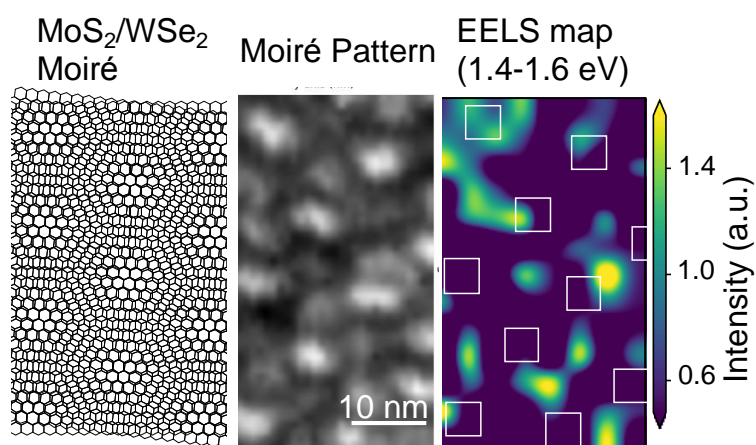 MoS₂/WSe₂
Moiré
Moiré Pattern
EELS map
(1.4-1.6 eV)
10 nm
1.4
1.0
0.6
Intensity (a.u.)